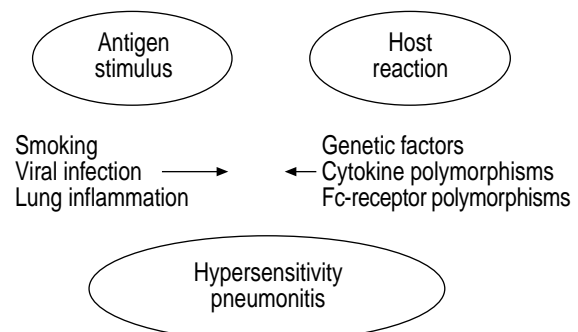 Antigen
stimulus
Host
reaction
Smoking
Viral infection
Lung inflammation
Genetic factors
Cytokine polymorphisms
Fc-receptor polymorphisms
Hypersensitivity
pneumonitis